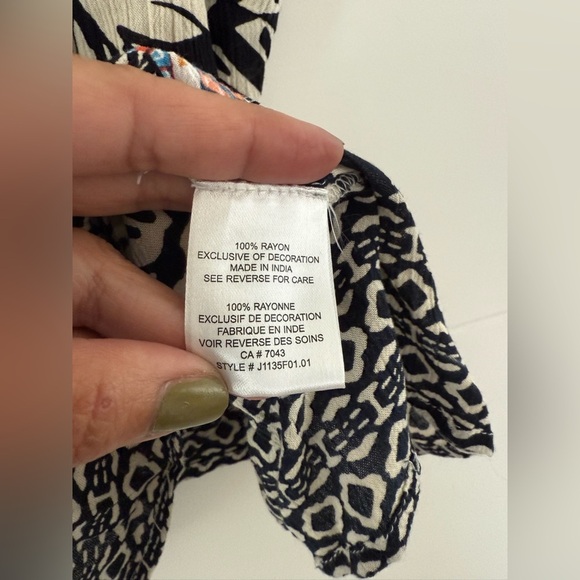 100% RAYON
EXCLUSIVE OF DECORATION
MADE IN INDIA
SEE REVERSE FOR CARE
100% RAYONNE
EXCLUSIF DE DECORATION
FABRIQUE EN INDE
VOIR REVERSE DES SOINS
CA # 7043
STYLE # J1135F01.01